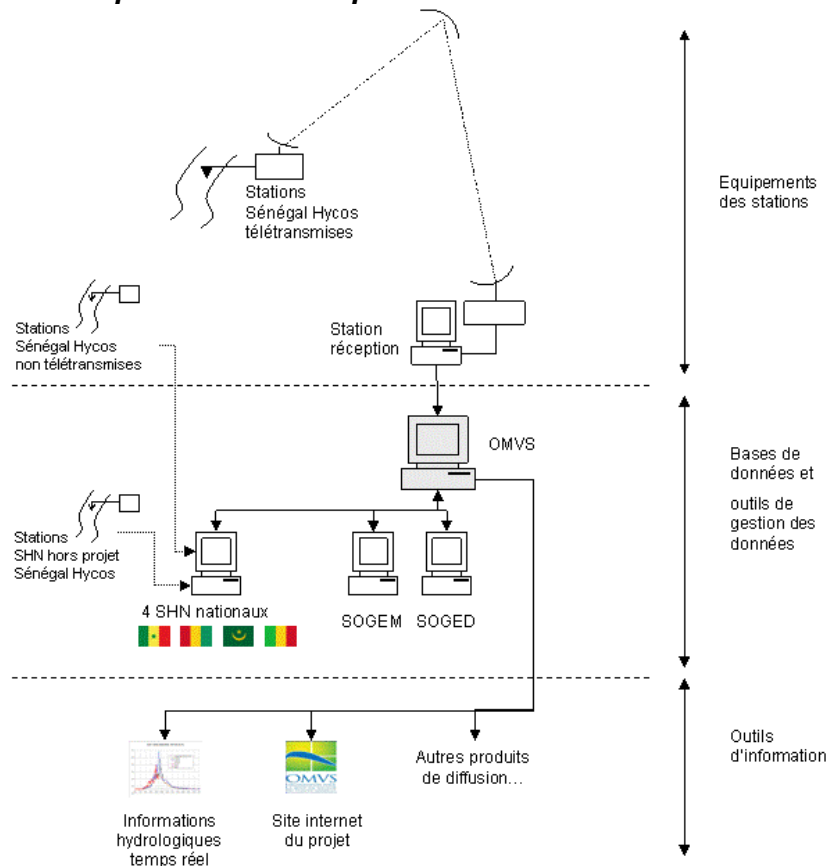 Stations
Sénégal Hycos
télétransmises
Equipements
des stations
Stations
Sénégal Hycos
non télétransmises
Station
réception
OMVS
Bases de
données et
outils de
gestion des
données
Stations
SHN hors projet
Sénégal Hycos
4 SHN nationaux
SOGEM
SOGED
Outils
d'information
Autres produits
de diffusion...
OMVS
Informations
hydrologiques
temps réel
Site internet
du projet